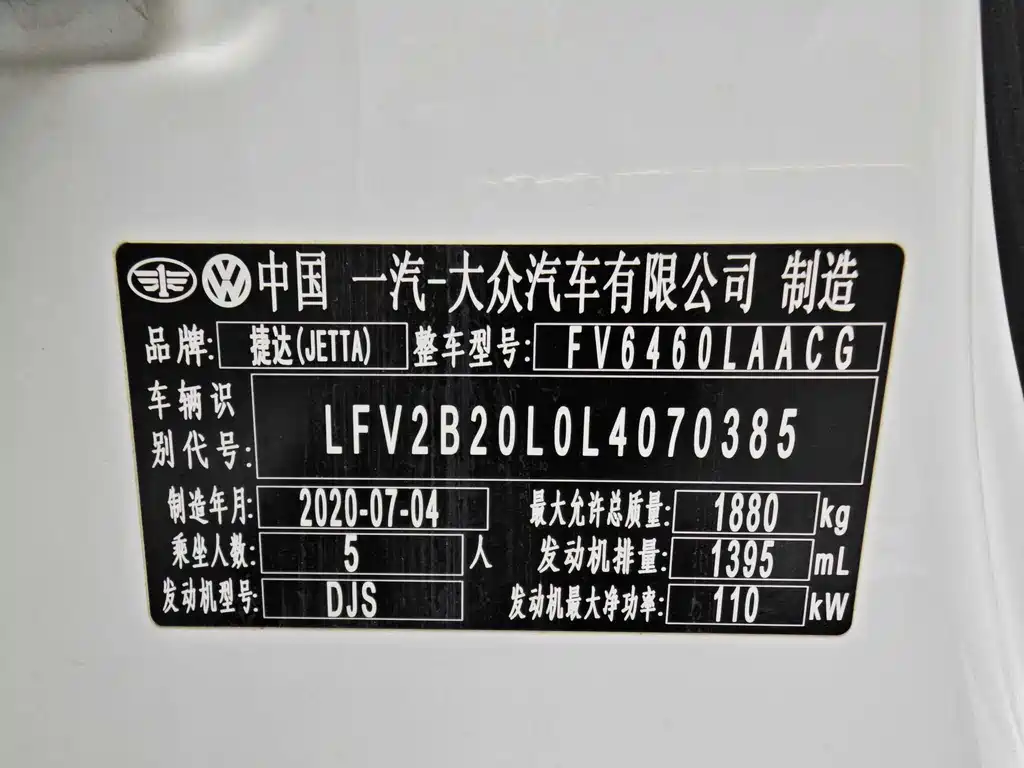 中国 一汽-大众汽车有限公司 制造
品牌: 捷达(JETTA) 整车型号: FV6460LAACG
车辆识
别代号: LFV2B20L0L4070385
制造年月: 2020-07-04 最大允许总质量: 1880 kg
乘坐人数: 5 人 发动机排量: 1395 mL
发动机型号: DJS 发动机最大净功率: 110 kW